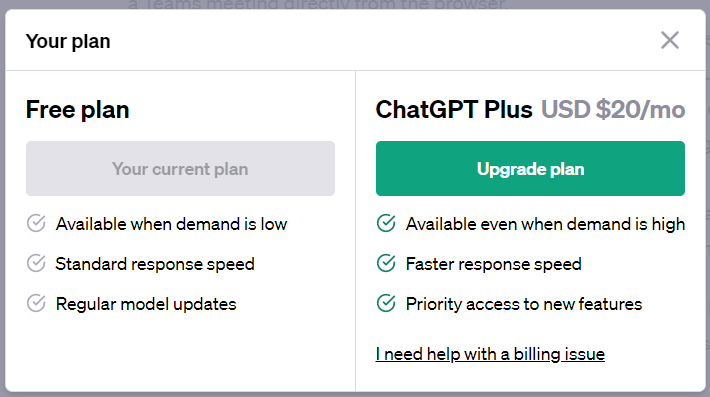 a Teams meeting directly from the browser.
Your plan
Free plan
Your current plan
Available when demand is low
Standard response speed
Regular model updates
ChatGPT Plus USD $20/mo
Upgrade plan
Available even when demand is high
Faster response speed
Priority access to new features
I need help with a billing issue